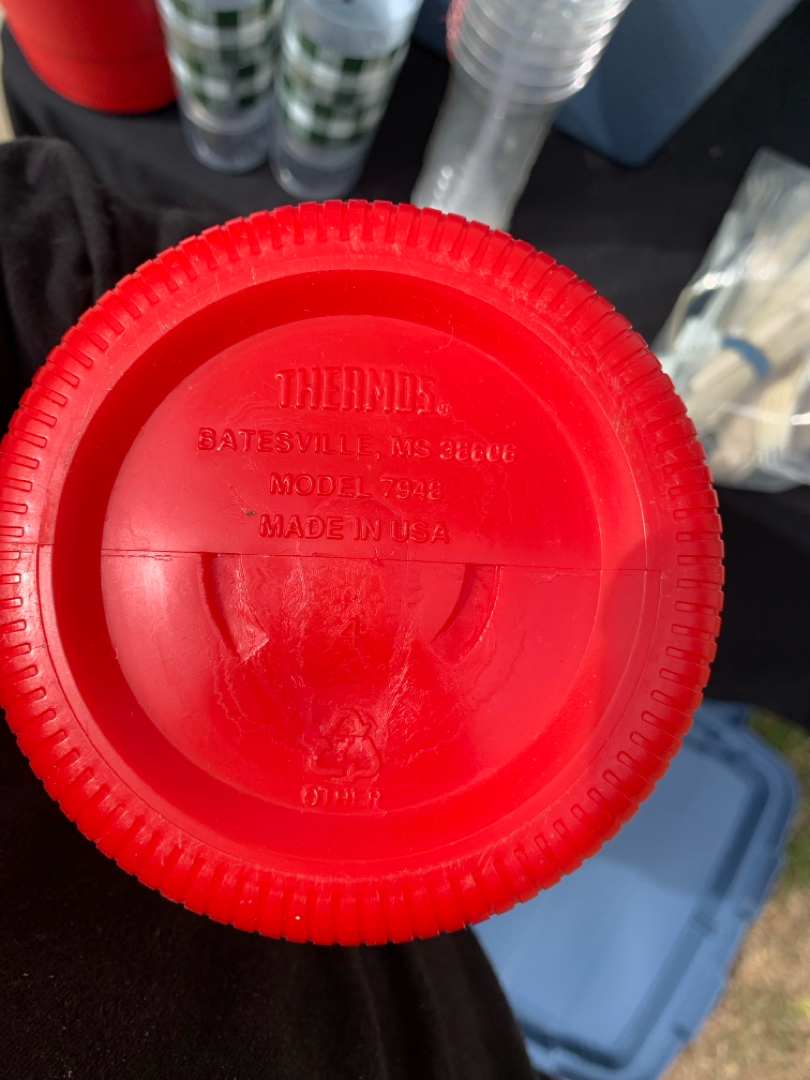 THERMOS®
BATESVILLE, MS 38606
MODEL 7948
MADE IN USA
4
OTHER